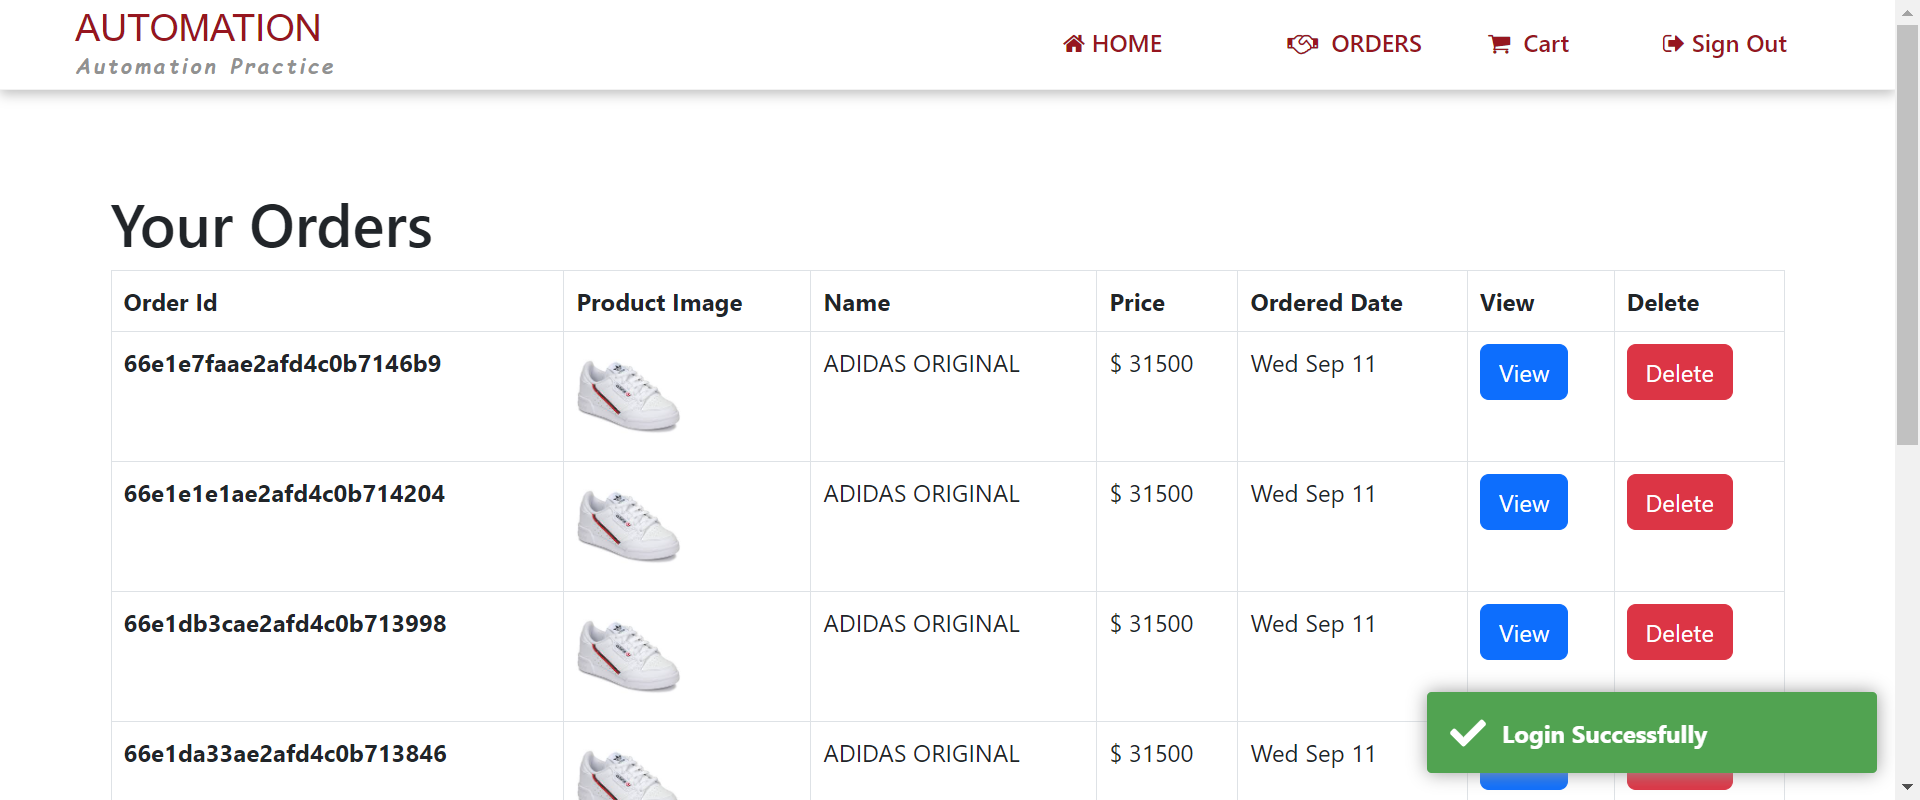 AUTOMATION
Automation Practice
HOME
ORDERS
Cart
Sign Out
Your Orders
Order Id Product Image Name Price Ordered Date View Delete
66e1e7faae2afd4c0b7146b9 ADIDAS ORIGINAL $ 31500 Wed Sep 11 View Delete
66e1e1e1ae2afd4c0b714204 ADIDAS ORIGINAL $ 31500 Wed Sep 11 View Delete
66e1db3cae2afd4c0b713998 ADIDAS ORIGINAL $ 31500 Wed Sep 11 View Delete
66e1da33ae2afd4c0b713846 ADIDAS ORIGINAL $ 31500 Wed Sep 11
Login Successfully